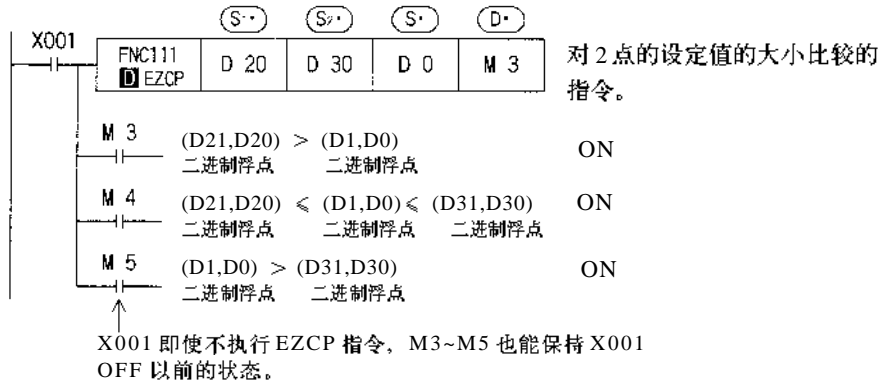 S1· S2· S· D·
X001
FNC111
D EZCP
D 20 D 30 D 0 M 3
对2点的设定值的大小比较的
指令。
M 3 (D21,D20) > (D1,D0) ON
二进制浮点 二进制浮点
M 4 (D21,D20) ≤ (D1,D0)≤ (D31,D30) ON
二进制浮点 二进制浮点 二进制浮点
M 5 (D1,D0) > (D31,D30) ON
二进制浮点 二进制浮点
X001 即使不执行 EZCP 指令，M3~M5 也能保持 X001
OFF 以前的状态。